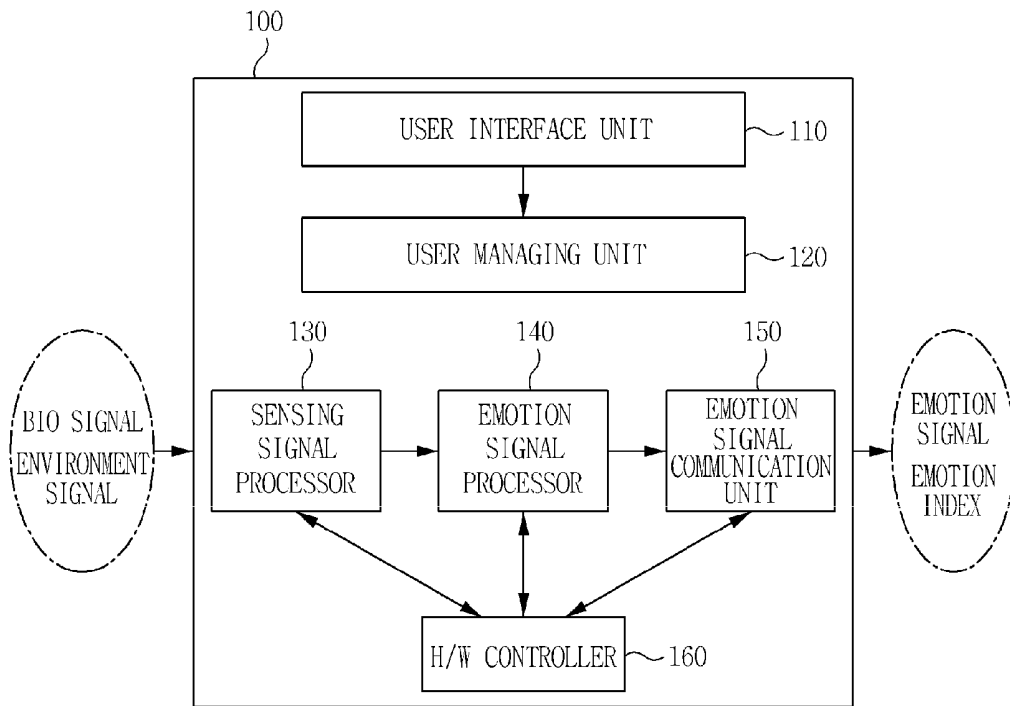 100
USER INTERFACE UNIT
110
USER MANAGING UNIT
120
130
140
150
BIO SIGNAL
ENVIRONMENT
SIGNAL
SENSING
SIGNAL
PROCESSOR
EMOTION
SIGNAL
PROCESSOR
EMOTION
SIGNAL
COMMUNICATION
UNIT
EMOTION
SIGNAL
EMOTION
INDEX
H/W CONTROLLER
160